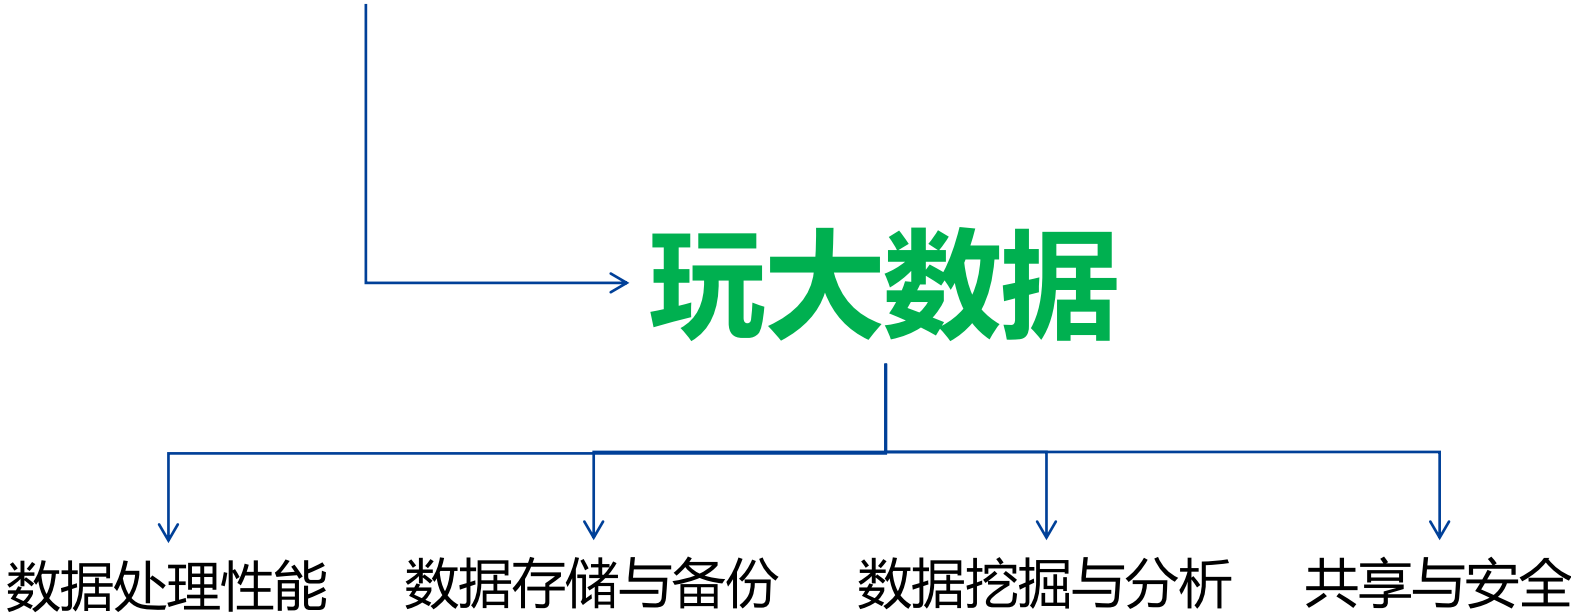 玩大数据
数据处理性能
数据存储与备份
数据挖掘与分析
共享与安全